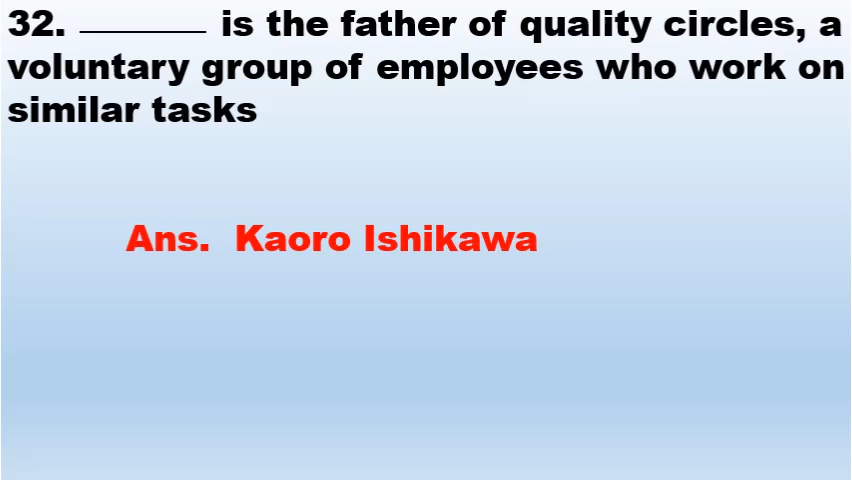 32. ________ is the father of quality circles, a
voluntary group of employees who work on
similar tasks
Ans. Kaoro Ishikawa